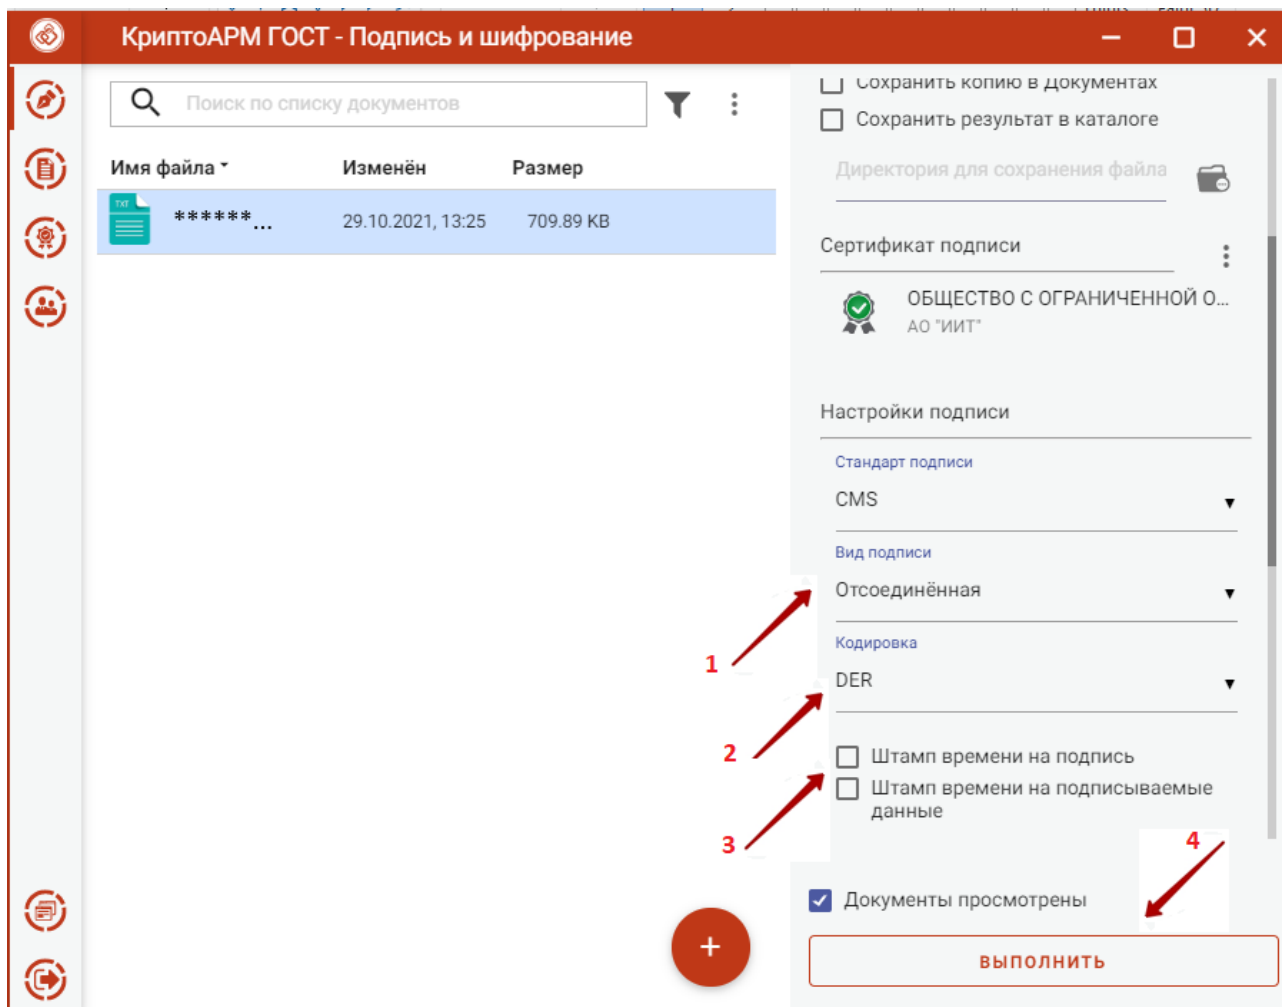 КриптоАРМ ГОСТ - Подпись и шифрование
Поиск по списку документов
Имя файла Изменён Размер
TXT ******... 29.10.2021, 13:25 709.89 KB
Сохранить копию в Документах
Сохранить результат в каталоге
Директория для сохранения файла
Сертификат подписи
ОБЩЕСТВО С ОГРАНИЧЕННОЙ О...
АО "ИИТ"
Настройки подписи
Стандарт подписи
CMS
Вид подписи
Отсоединённая
1
Кодировка
DER
2
Штамп времени на подпись
Штамп времени на подписываемые
данные
3
4
Документы просмотрены
+
ВЫПОЛНИТЬ